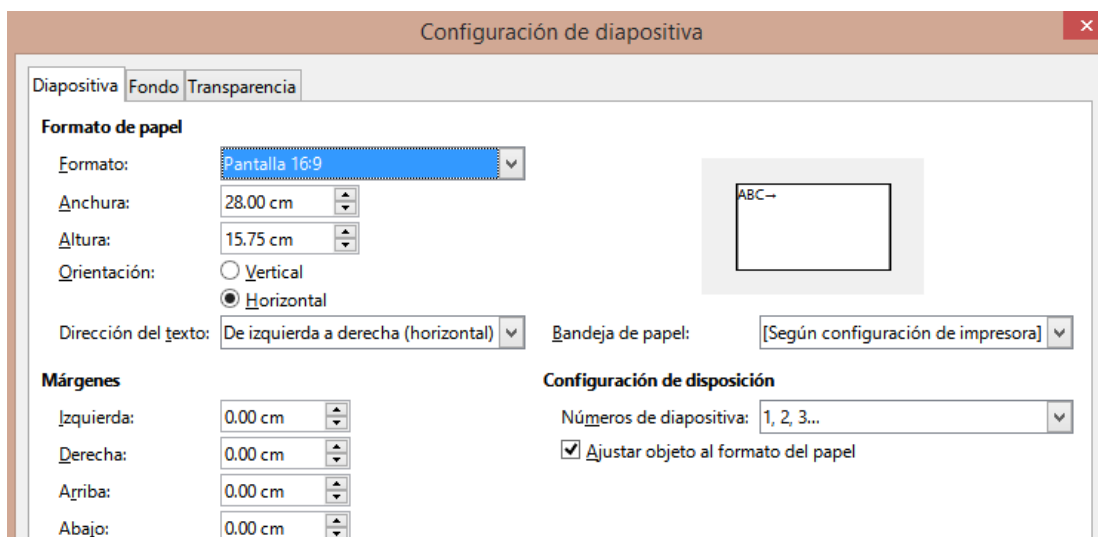 Configuración de diapositiva
Diapositiva Fondo Transparencia
Formato de papel
Formato: Pantalla 16:9
Anchura: 28.00 cm
ABC→
Altura: 15.75 cm
Orientación: Vertical
Horizontal
Dirección del texto: De izquierda a derecha (horizontal) Bandeja de papel: [Según configuración de impresora]
Márgenes Configuración de disposición
Izquierda: 0.00 cm Números de diapositiva: 1, 2, 3...
Derecha: 0.00 cm Ajustar objeto al formato del papel
Arriba: 0.00 cm
Abajo: 0.00 cm